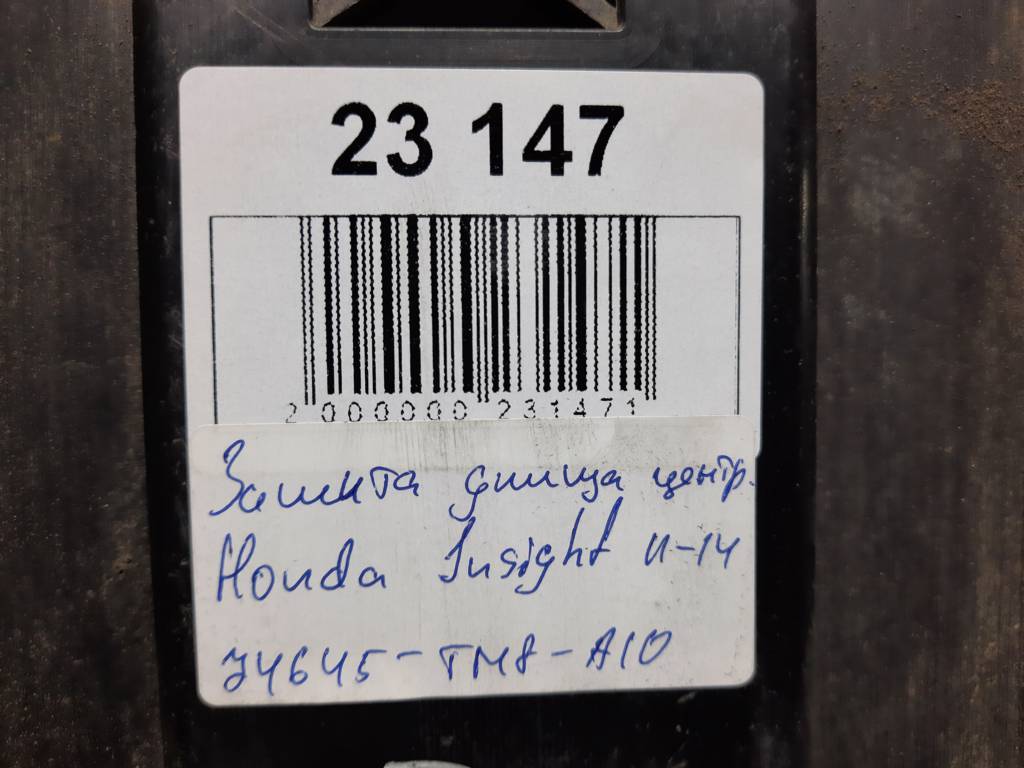 23 147
2 000000 231471
Защита днища центр.
Honda Insight 11-14
74645-TM8-A10